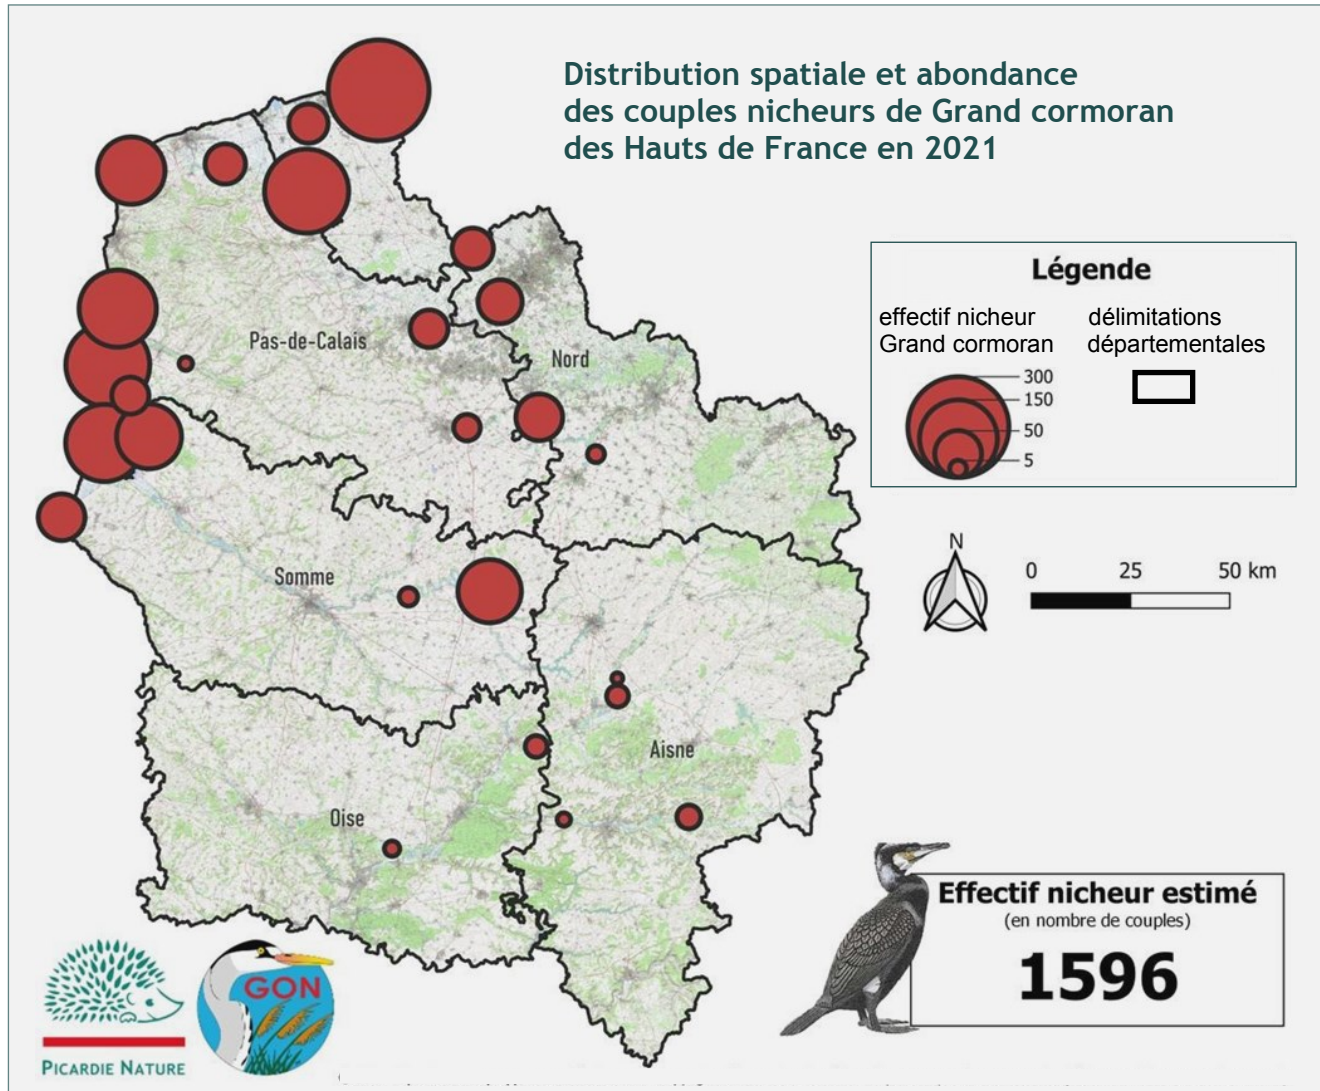 Distribution spatiale et abondance
des couples nicheurs de Grand cormoran
des Hauts de France en 2021
Légende
effectif nicheur
Grand cormoran
délimitations
départementales
300
150
50
5
Pas-de-Calais
Nord
N
0 25 50 km
Somme
Aisne
Oise
Effectif nicheur estimé
(en nombre de couples)
1596
GON
PICARDIE NATURE